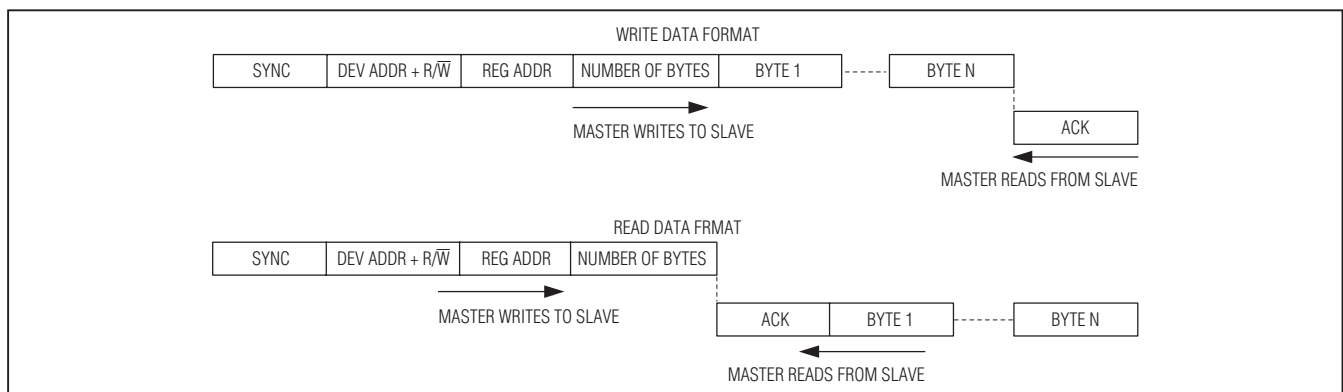 WRITE DATA FORMAT
SYNC DEV ADDR + R/W̅ REG ADDR NUMBER OF BYTES BYTE 1 BYTE N
MASTER WRITES TO SLAVE
ACK
MASTER READS FROM SLAVE
READ DATA FRMAT
SYNC DEV ADDR + R/W̅ REG ADDR NUMBER OF BYTES
MASTER WRITES TO SLAVE
ACK BYTE 1 BYTE N
MASTER READS FROM SLAVE